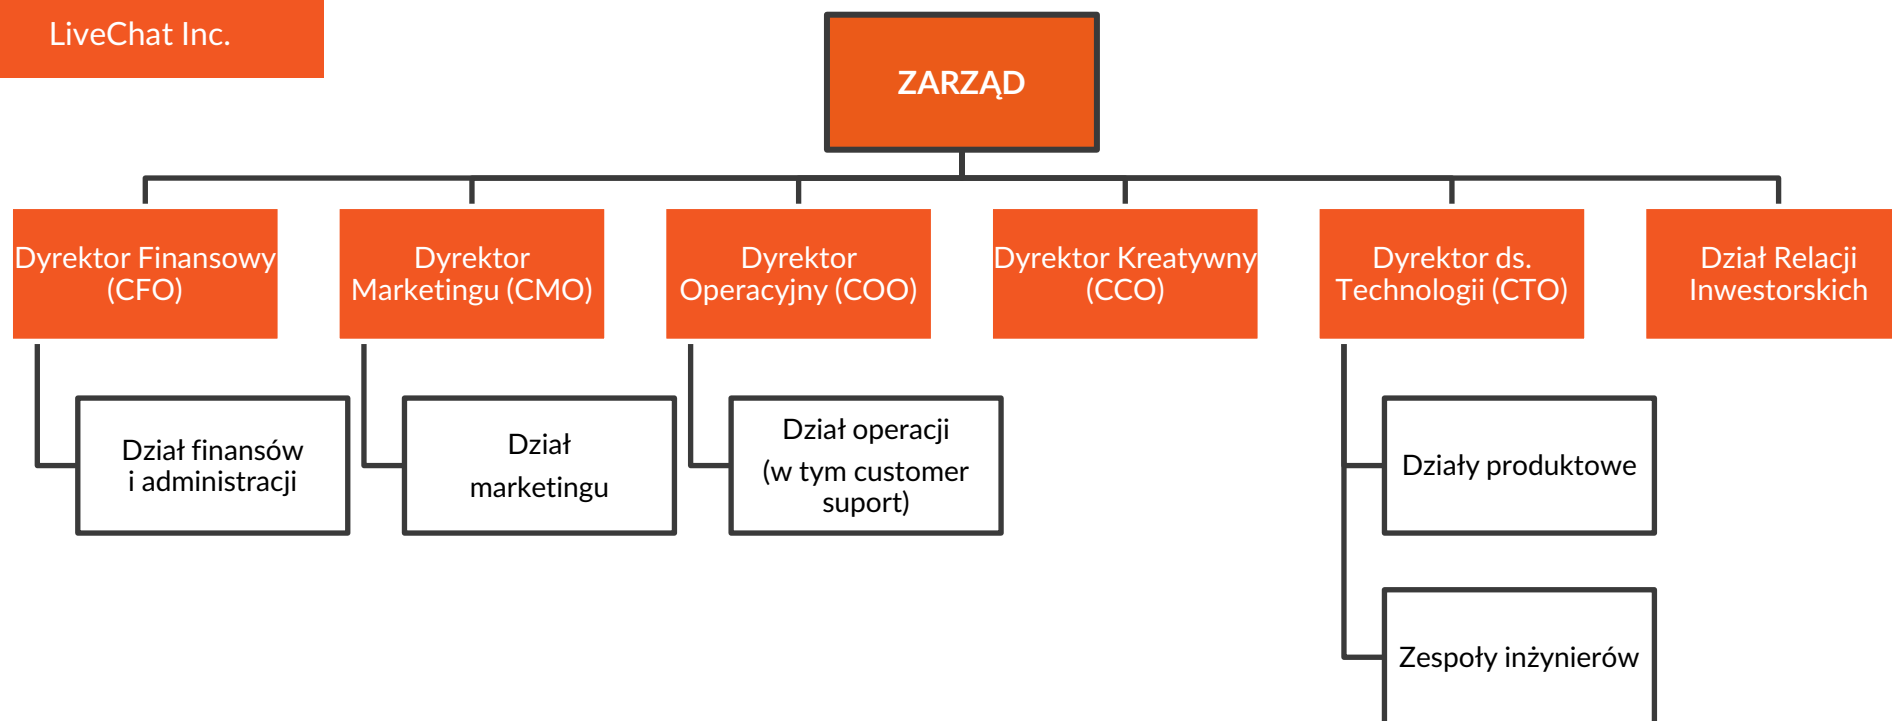 LiveChat Inc.
ZARZĄD
Dyrektor Finansowy
(CFO)
Dyrektor
Marketingu (CMO)
Dyrektor
Operacyjny (COO)
Dyrektor Kreatywny
(CCO)
Dyrektor ds.
Technologii (CTO)
Dział Relacji
Inwestorskich
Dział finansów
i administracji
Dział
marketingu
Dział operacji
(w tym customer
suport)
Działy produktowe
Zespoły inżynierów